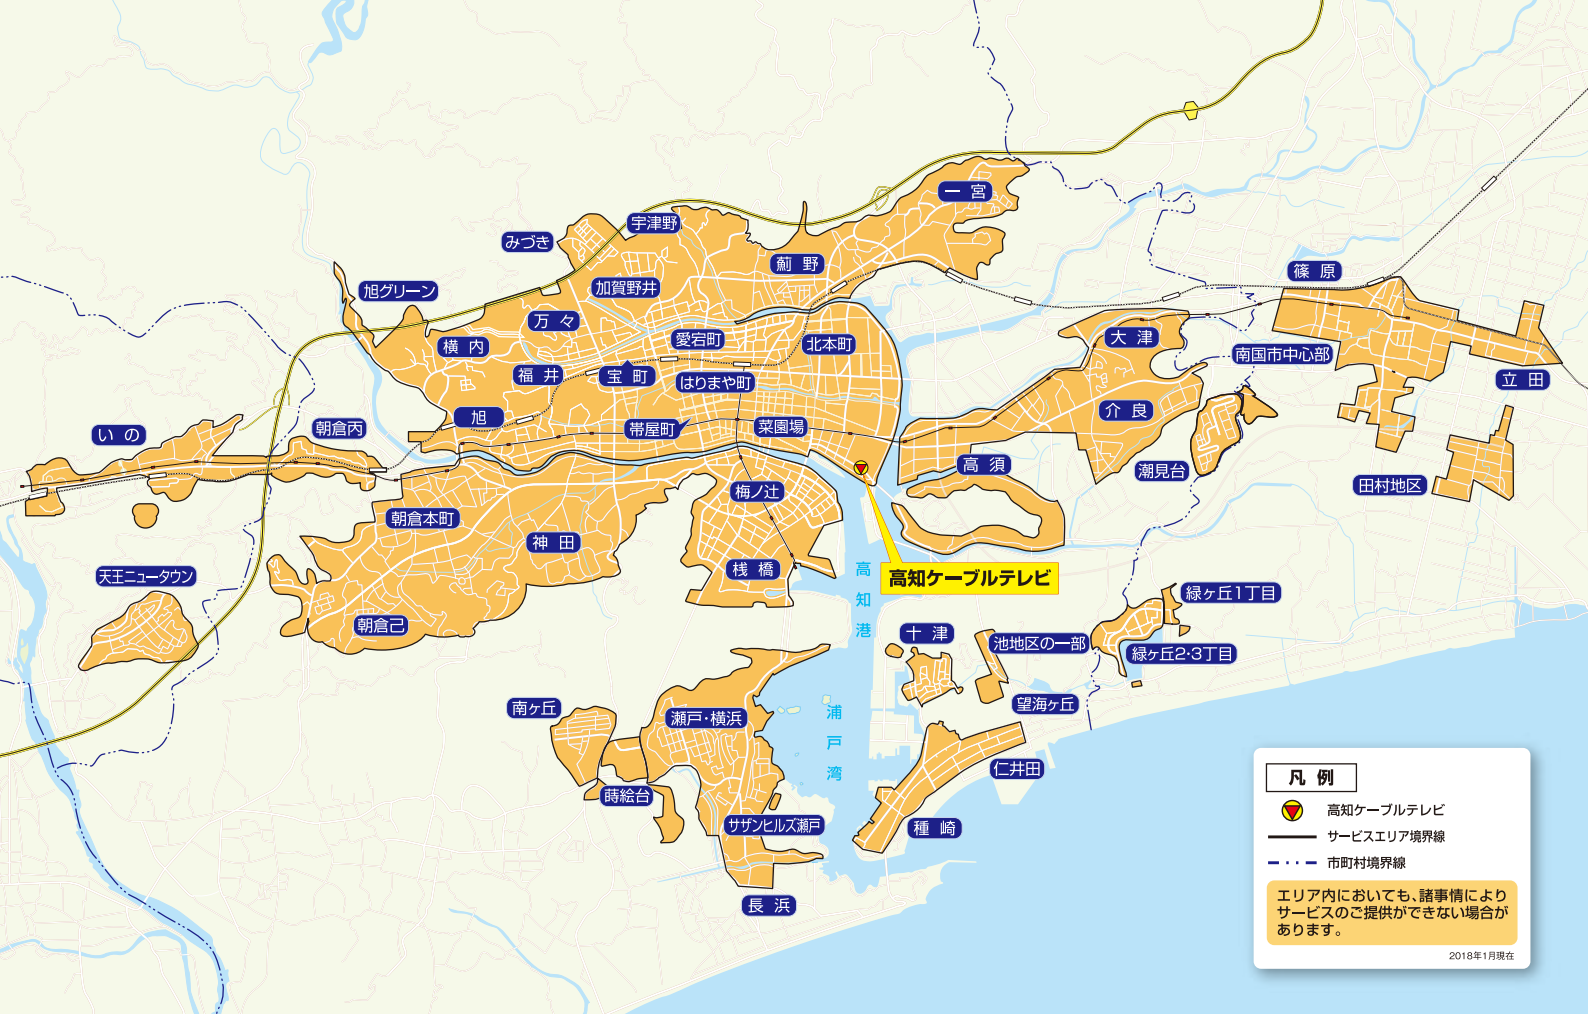 一宮
宇津野
みづき
薊野
篠原
加賀野井
旭グリーン
万々
大津
愛宕町
北本町
横内
南国市中心部
福井
宝町
はりまや町
立田
介良
旭
帯屋町
菜園場
朝倉丙
いの
高須
潮見台
田村地区
梅ノ辻
朝倉本町
神田
桟橋
高知港
高知ケーブルテレビ
天王ニュータウン
緑ヶ丘1丁目
朝倉己
十津
池地区の一部
緑ヶ丘2・3丁目
南ヶ丘
瀬戸・横浜
浦戸湾
望海ヶ丘
仁井田
蒔絵台
サザンヒルズ瀬戸
種崎
長浜
凡例
高知ケーブルテレビ
サービスエリア境界線
市町村境界線
エリア内においても、諸事情により
サービスのご提供ができない場合が
あります。
2018年1月現在